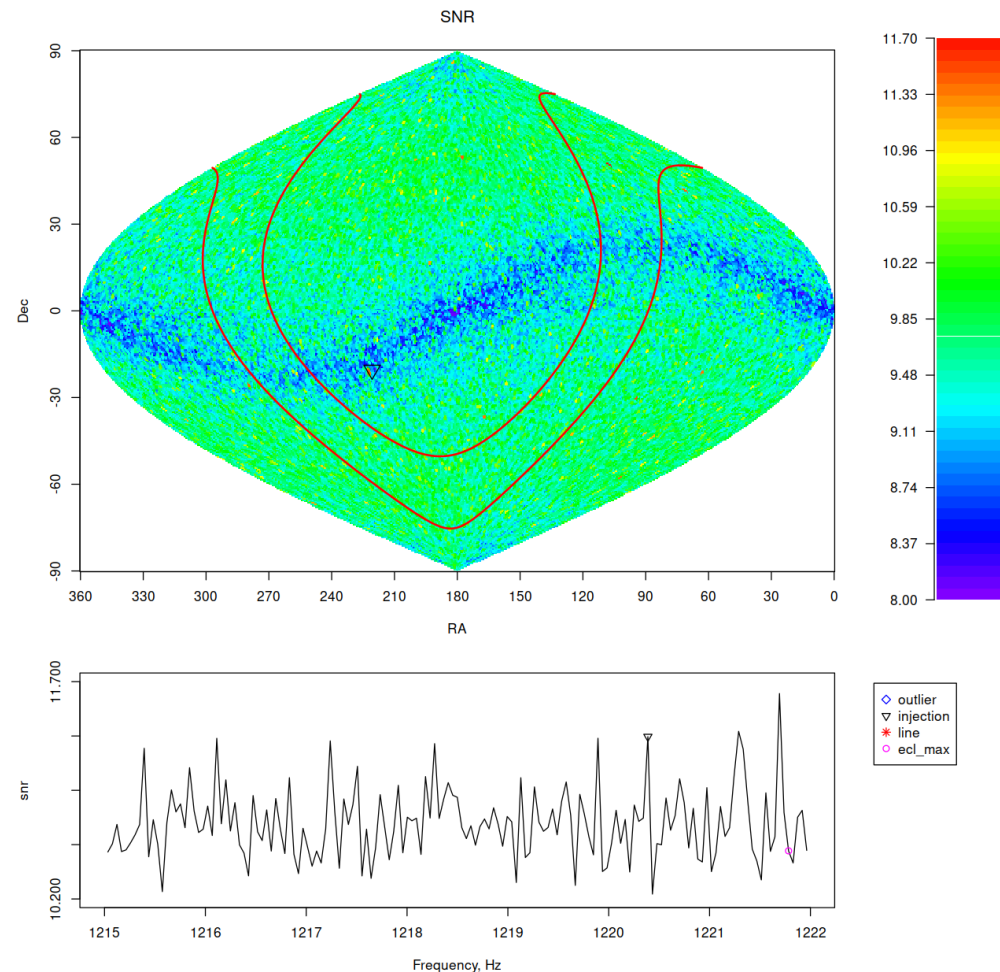 SNR
90
60
30
0
-30
-60
-90
Dec
360 330 300 270 240 210 180 150 120 90 60 30 0
RA
11.70
11.33
10.96
10.59
10.22
9.85
9.48
9.11
8.74
8.37
8.00
11.700
10.200
snr
1215 1216 1217 1218 1219 1220 1221 1222
Frequency, Hz
outlier
injection
line
ecl_max